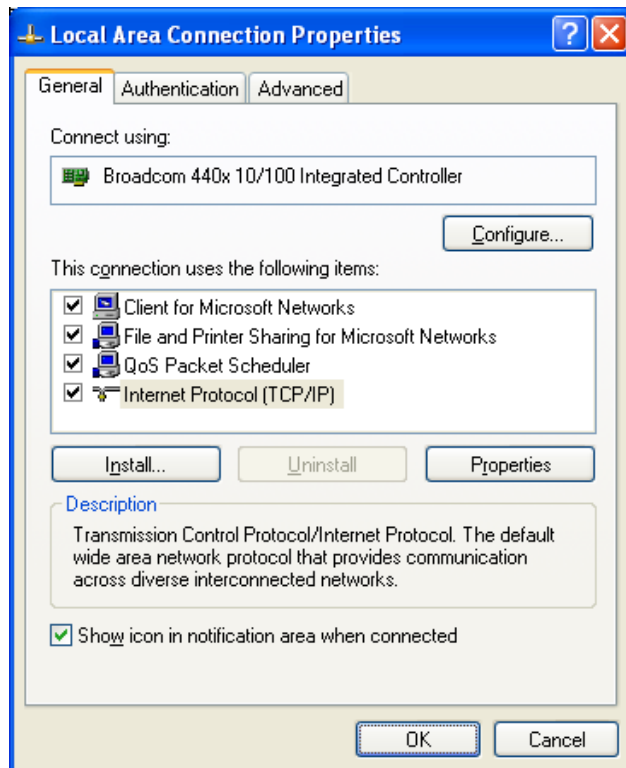 Local Area Connection Properties
General Authentication Advanced
Connect using:
Broadcom 440x 10/100 Integrated Controller
Configure...
This connection uses the following items:
Client for Microsoft Networks
File and Printer Sharing for Microsoft Networks
QoS Packet Scheduler
Internet Protocol (TCP/IP)
Install... Uninstall Properties
Description
Transmission Control Protocol/Internet Protocol. The default
wide area network protocol that provides communication
across diverse interconnected networks.
Show icon in notification area when connected
OK Cancel